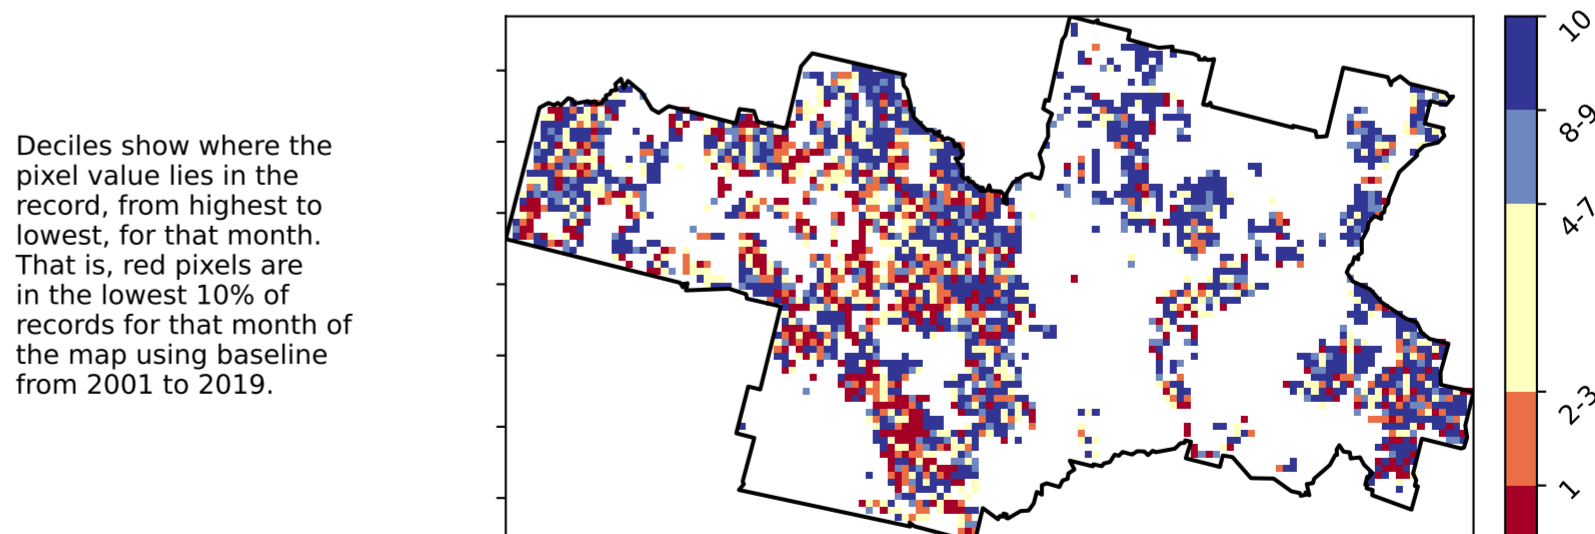 Deciles show where the
pixel value lies in the
record, from highest to
lowest, for that month.
That is, red pixels are
in the lowest 10% of
records for that month of
the map using baseline
from 2001 to 2019.
10
8-9
4-7
2-3
1